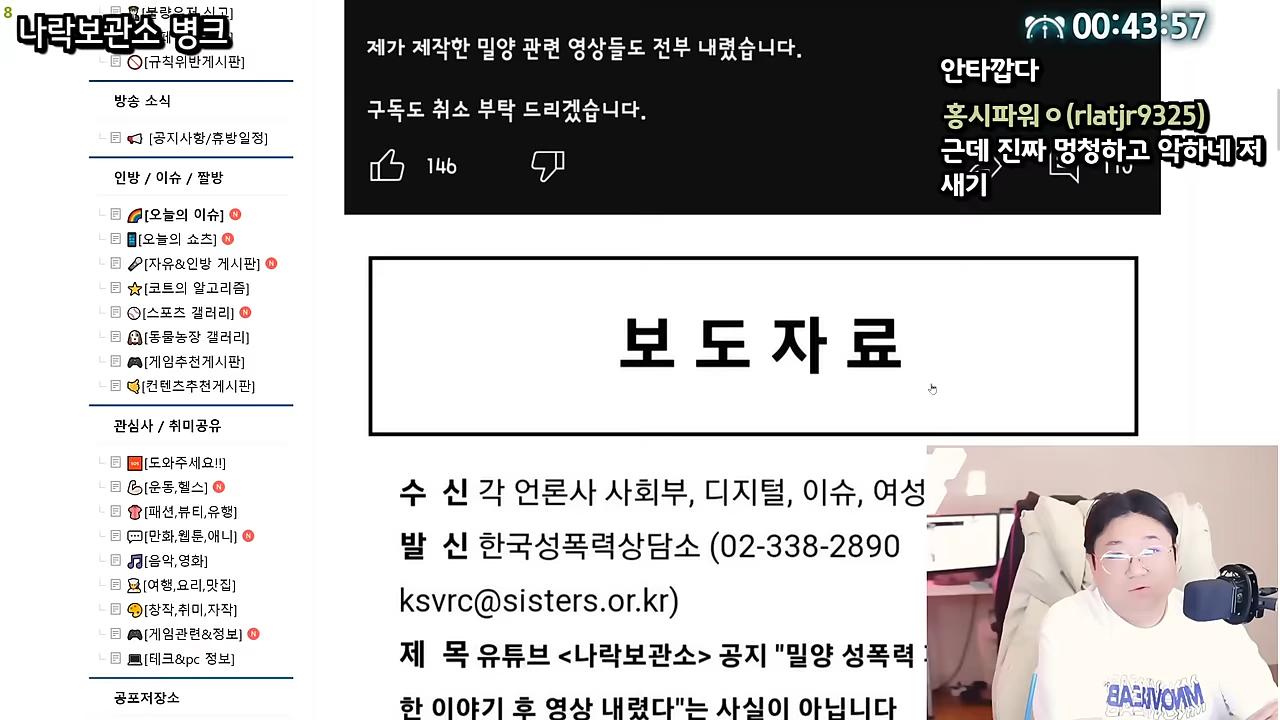 8
[불량유저 신고]
나락보관소 병크
[규칙위반게시판]
방송 소식
[공지사항/휴방일정]
인방 / 이슈 / 짤방
[오늘의 이슈] N
[오늘의 쇼츠] N
[자유&인방 게시판] N
[코트의 알고리즘]
[스포츠 갤러리] N
[동물농장 갤러리]
[게임추천게시판]
[컨텐츠추천게시판]
관심사 / 취미공유
[도와주세요!!]
[운동,헬스] N
[패션,뷰티,유행]
[만화,웹툰,애니] N
[음악,영화]
[여행,요리,맛집]
[창작,취미,자작]
[게임관련&정보] N
[테크&pc 정보]
공포저장소
제가 제작한 밀양 관련 영상들도 전부 내렸습니다.
구독도 취소 부탁 드리겠습니다.
146
00:43:57
안타깝다
홍시파워ㅇ(rlatjr9325)
근데 진짜 멍청하고 악하네 저
새기
보 도 자 료
수 신 각 언론사 사회부, 디지털, 이슈, 여성
발 신 한국성폭력상담소 (02-338-2890
ksvrc@sisters.or.kr)
제 목 유튜브 <나락보관소> 공지 "밀양 성폭력
한 이야기 후 영상 내렸다"는 사실이 아닙니다